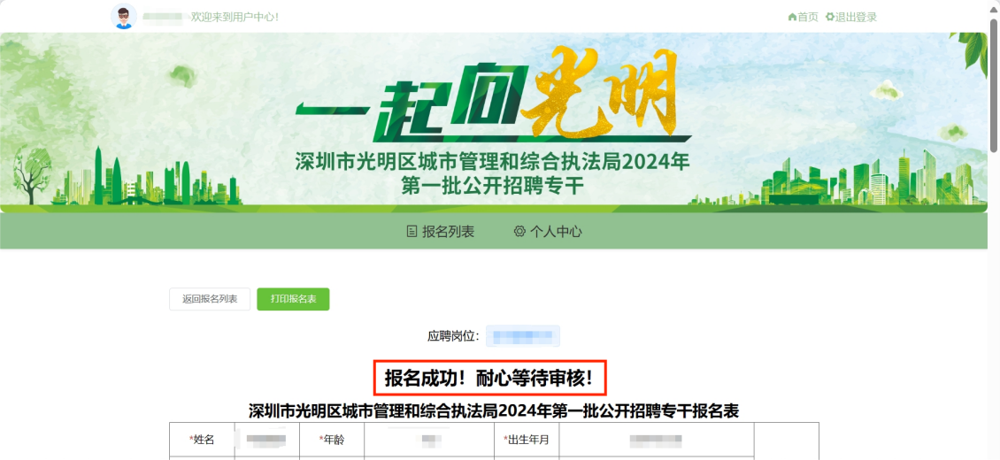 欢迎来到用户中心！
首页 退出登录
一起向光明
深圳市光明区城市管理和综合执法局2024年
第一批公开招聘专干
报名列表 个人中心
返回报名列表 打印报名表
应聘岗位：
报名成功！耐心等待审核！
深圳市光明区城市管理和综合执法局2024年第一批公开招聘专干报名表
*姓名 *年龄 *出生年月